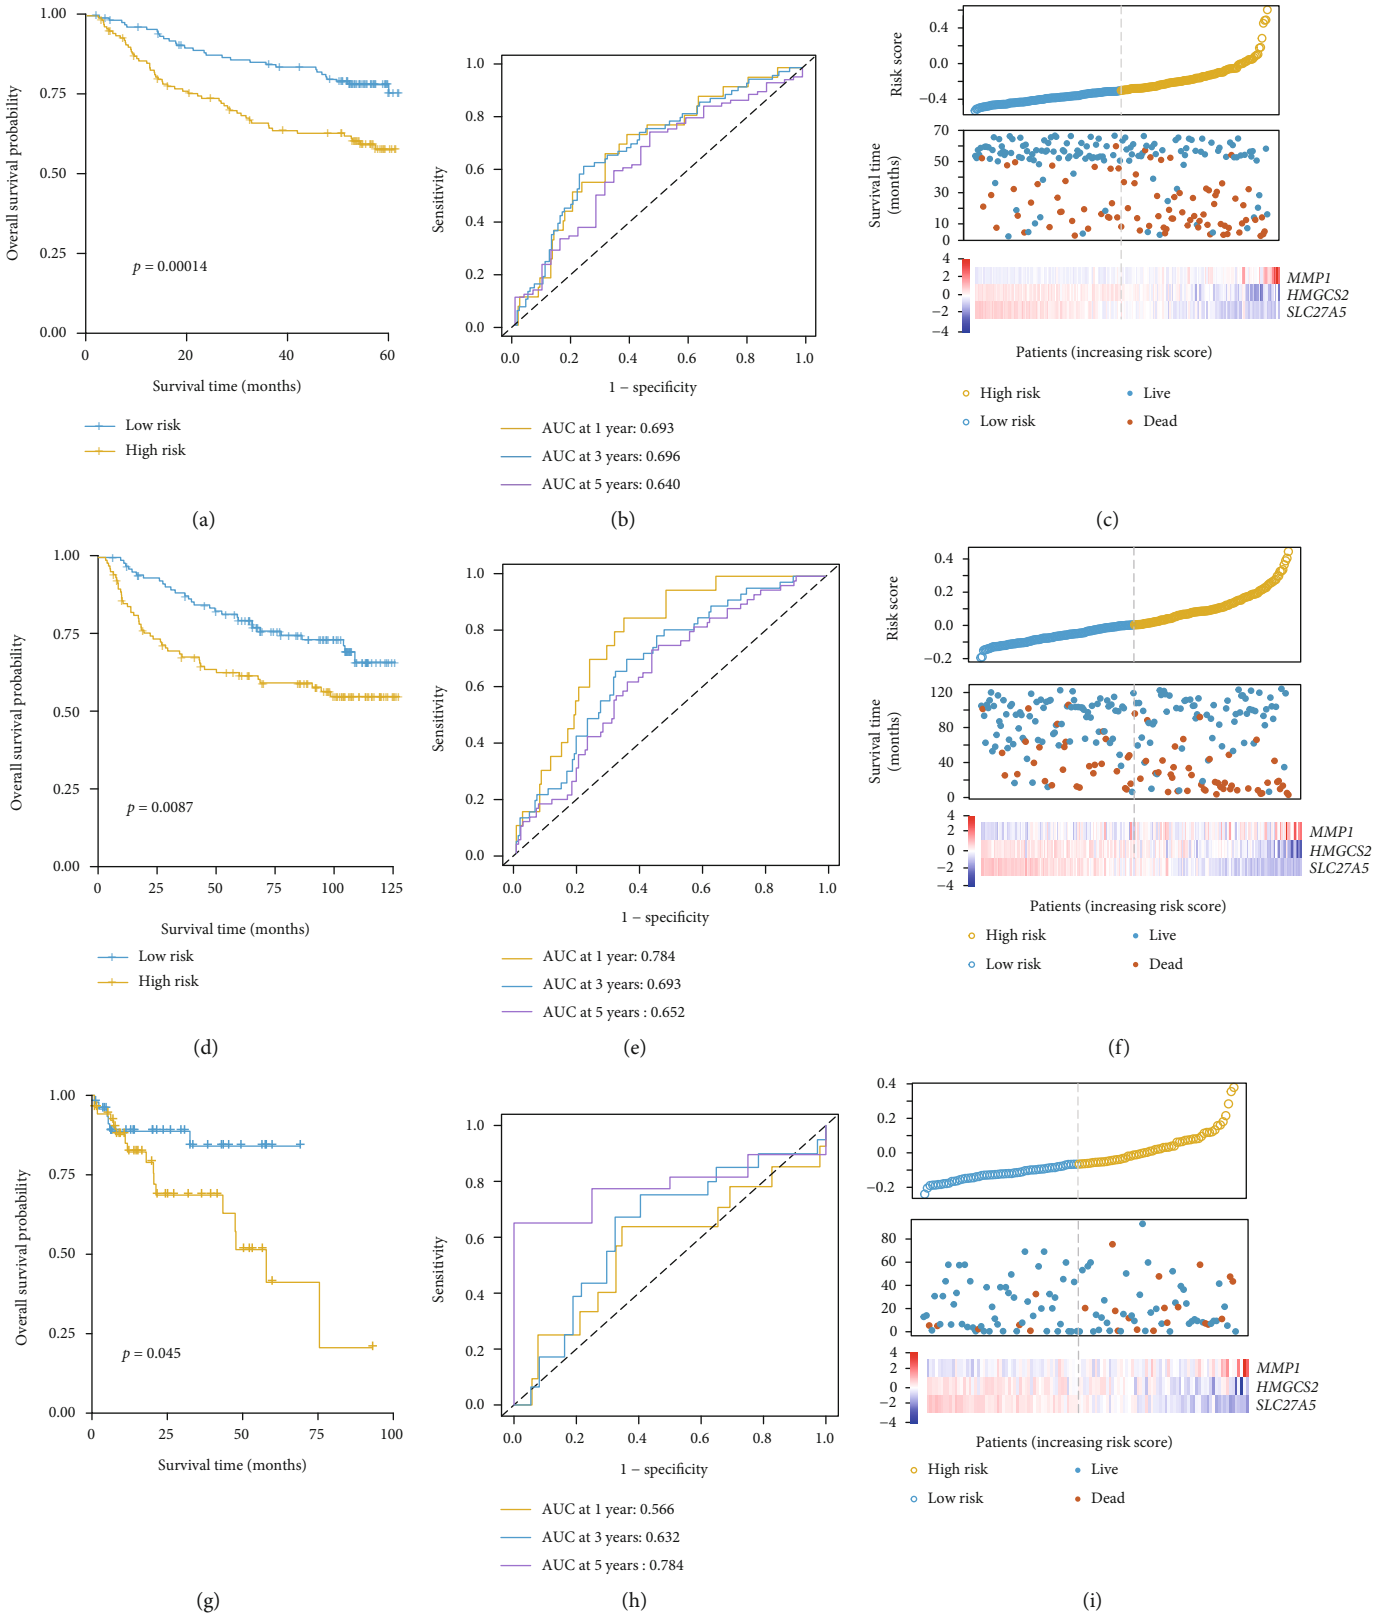 1.00
0.75
0.50
0.25
0.00
Overall survival probability
p = 0.00014
0 20 40 60
Survival time (months)
Low risk
High risk
(a)
1.0
0.8
0.6
0.4
0.2
0.0
Sensitivity
0.0 0.2 0.4 0.6 0.8 1.0
1 − specificity
AUC at 1 year: 0.693
AUC at 3 years: 0.696
AUC at 5 years: 0.640
(b)
Risk score
0.4
0.0
−0.4
Survival time
(months)
70
50
30
10
0
4
2
0
−2
−4
MMP1
HMGCS2
SLC27A5
Patients (increasing risk score)
High risk Live
Low risk Dead
(c)
1.00
0.75
0.50
0.25
0.00
Overall survival probability
p = 0.0087
0 25 50 75 100 125
Survival time (months)
Low risk
High risk
(d)
1.0
0.8
0.6
0.4
0.2
0.0
Sensitivity
0.0 0.2 0.4 0.6 0.8 1.0
1 − specificity
AUC at 1 year: 0.784
AUC at 3 years: 0.693
AUC at 5 years : 0.652
(e)
Risk score
0.4
0.2
0.0
−0.2
Survival time
(months)
120
80
40
0
4
2
0
−2
−4
MMP1
HMGCS2
SLC27A5
Patients (increasing risk score)
High risk Live
Low risk Dead
(f)
1.00
0.75
0.50
0.25
0.00
Overall survival probability
p = 0.045
0 25 50 75 100
Survival time (months)
(g)
1.0
0.8
0.6
0.4
0.2
0.0
Sensitivity
0.0 0.2 0.4 0.6 0.8 1.0
1 − specificity
AUC at 1 year: 0.566
AUC at 3 years: 0.632
AUC at 5 years : 0.784
(h)
0.4
0.2
0.0
−0.2
80
60
40
20
0
4
2
0
−2
−4
MMP1
HMGCS2
SLC27A5
Patients (increasing risk score)
High risk Live
Low risk Dead
(i)